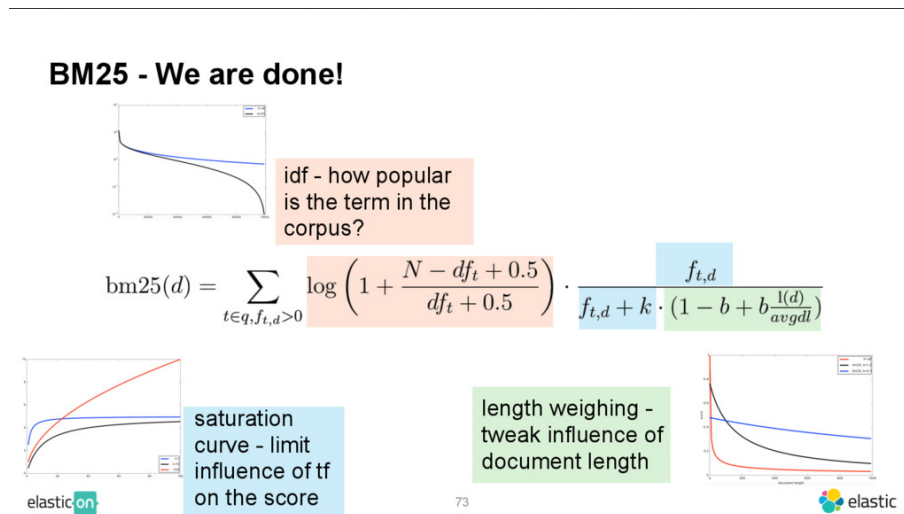 BM25 - We are done!
idf - how popular
is the term in the
corpus?
bm25(d) = ∑ t∈q, f_{t,d}>0 log(1 + (N − df_t + 0.5)/(df_t + 0.5)) · f_{t,d}/(f_{t,d} + k · (1 − b + b l(d)/avgdl))
saturation
curve - limit
influence of tf
on the score
length weighing -
tweak influence of
document length
document length
elastic on
73
elastic